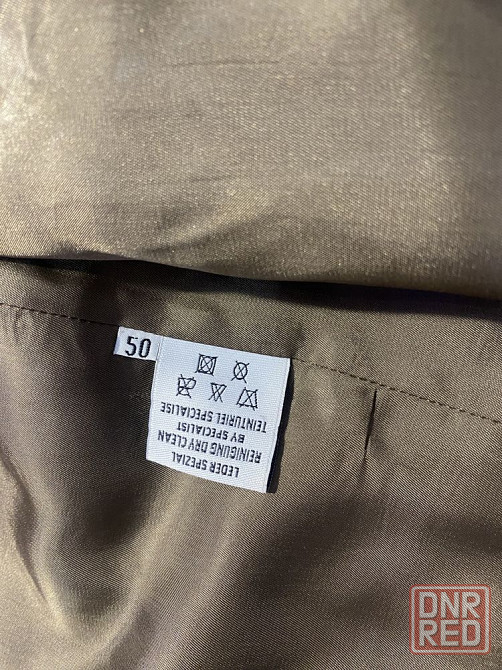 50
LEDER SPEZIAL
REINIGUNG DRY CLEAN
BY SPECIALIST
TEINTURIEL SPECIALISE
DNR
RED